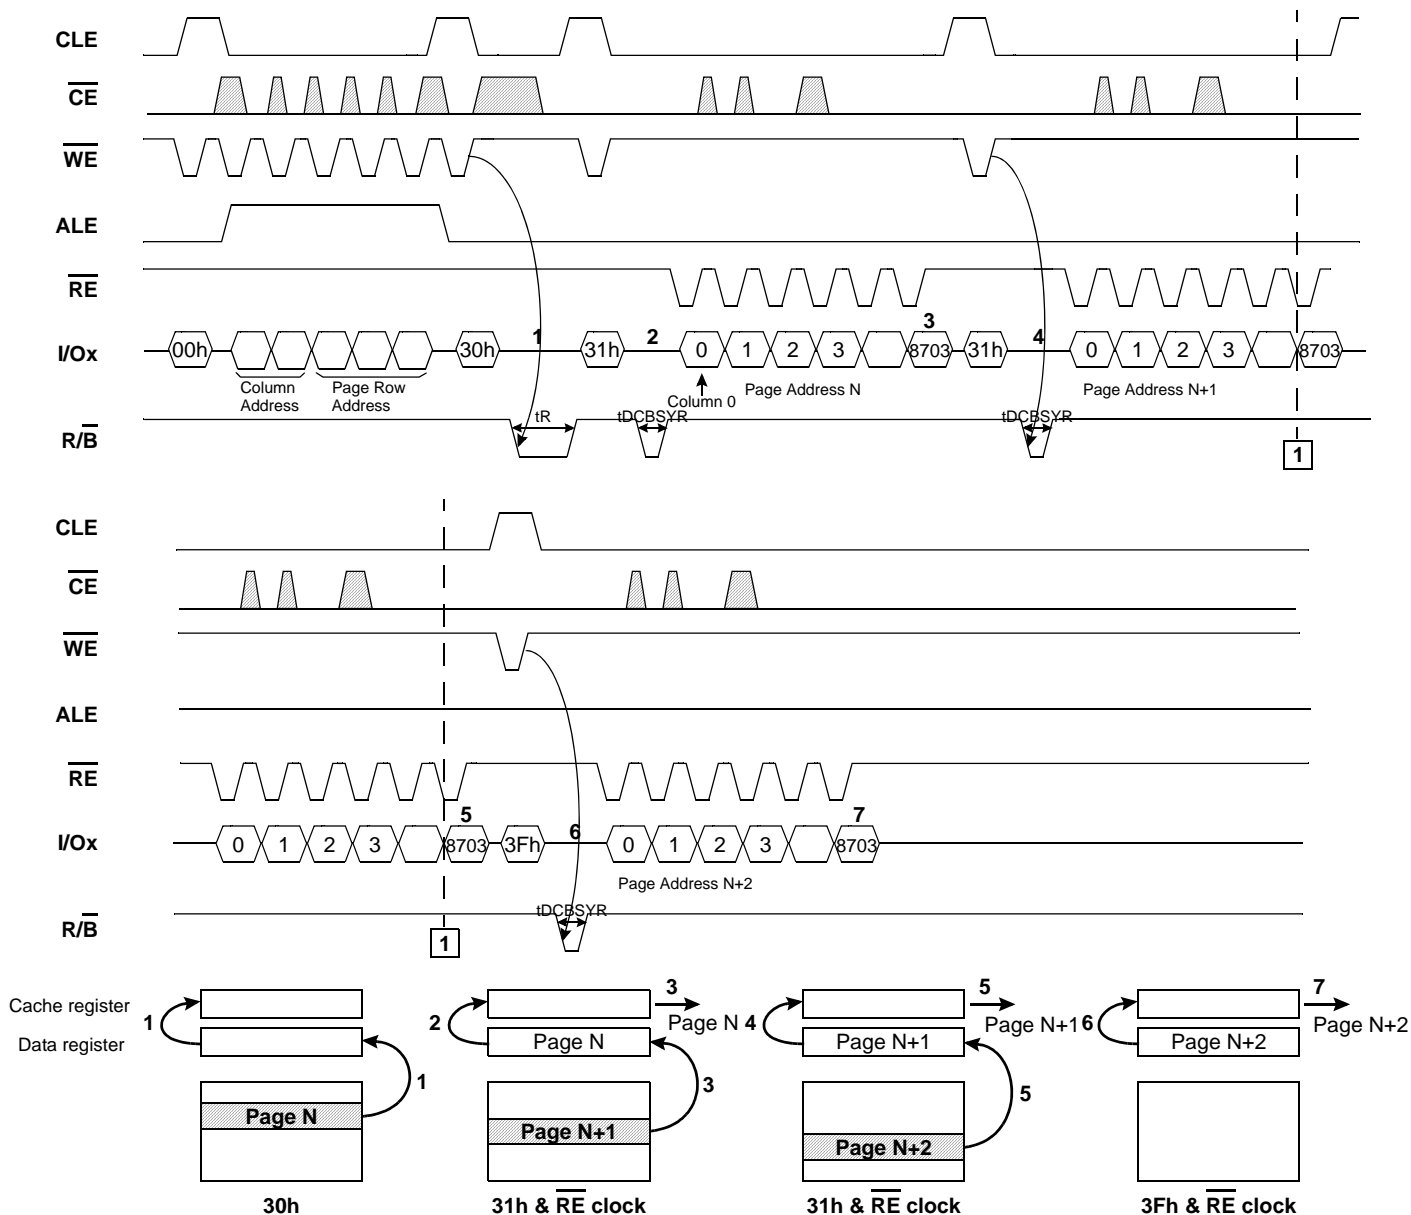 CLE
CE
WE
ALE
RE
1 2 3 4
I/Ox 00h 30h 31h 0 1 2 3 8703 31h 0 1 2 3 8703
Column Address
Page Row Address
Column 0
Page Address N
Page Address N+1
tR tDCBSYR tDCBSYR
R/B
1
CLE
CE
WE
ALE
RE
5 6 7
I/Ox 0 1 2 3 8703 3Fh 0 1 2 3 8703
Page Address N+2
tDCBSYR
R/B
1
Cache register
Data register
1
1
Page N
30h
2
3
Page N
Page N
3
Page N+1
31h & RE clock
4
5
Page N+1
Page N+1
5
Page N+2
31h & RE clock
6
7
Page N+2
Page N+2
3Fh & RE clock